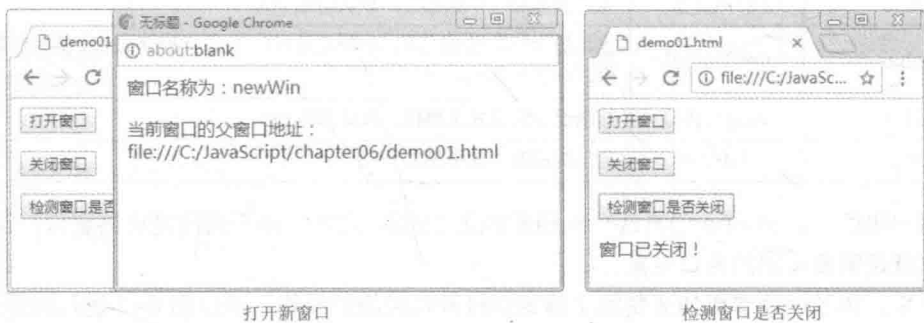 demo01
打开窗口
关闭窗口
检测窗口是否
无标题 - Google Chrome
about:blank
窗口名称为：newWin
当前窗口的父窗口地址：
file:///C:/JavaScript/chapter06/demo01.html
打开新窗口
demo01.html
file:///C:/JavaSc...
打开窗口
关闭窗口
检测窗口是否关闭
窗口已关闭！
检测窗口是否关闭